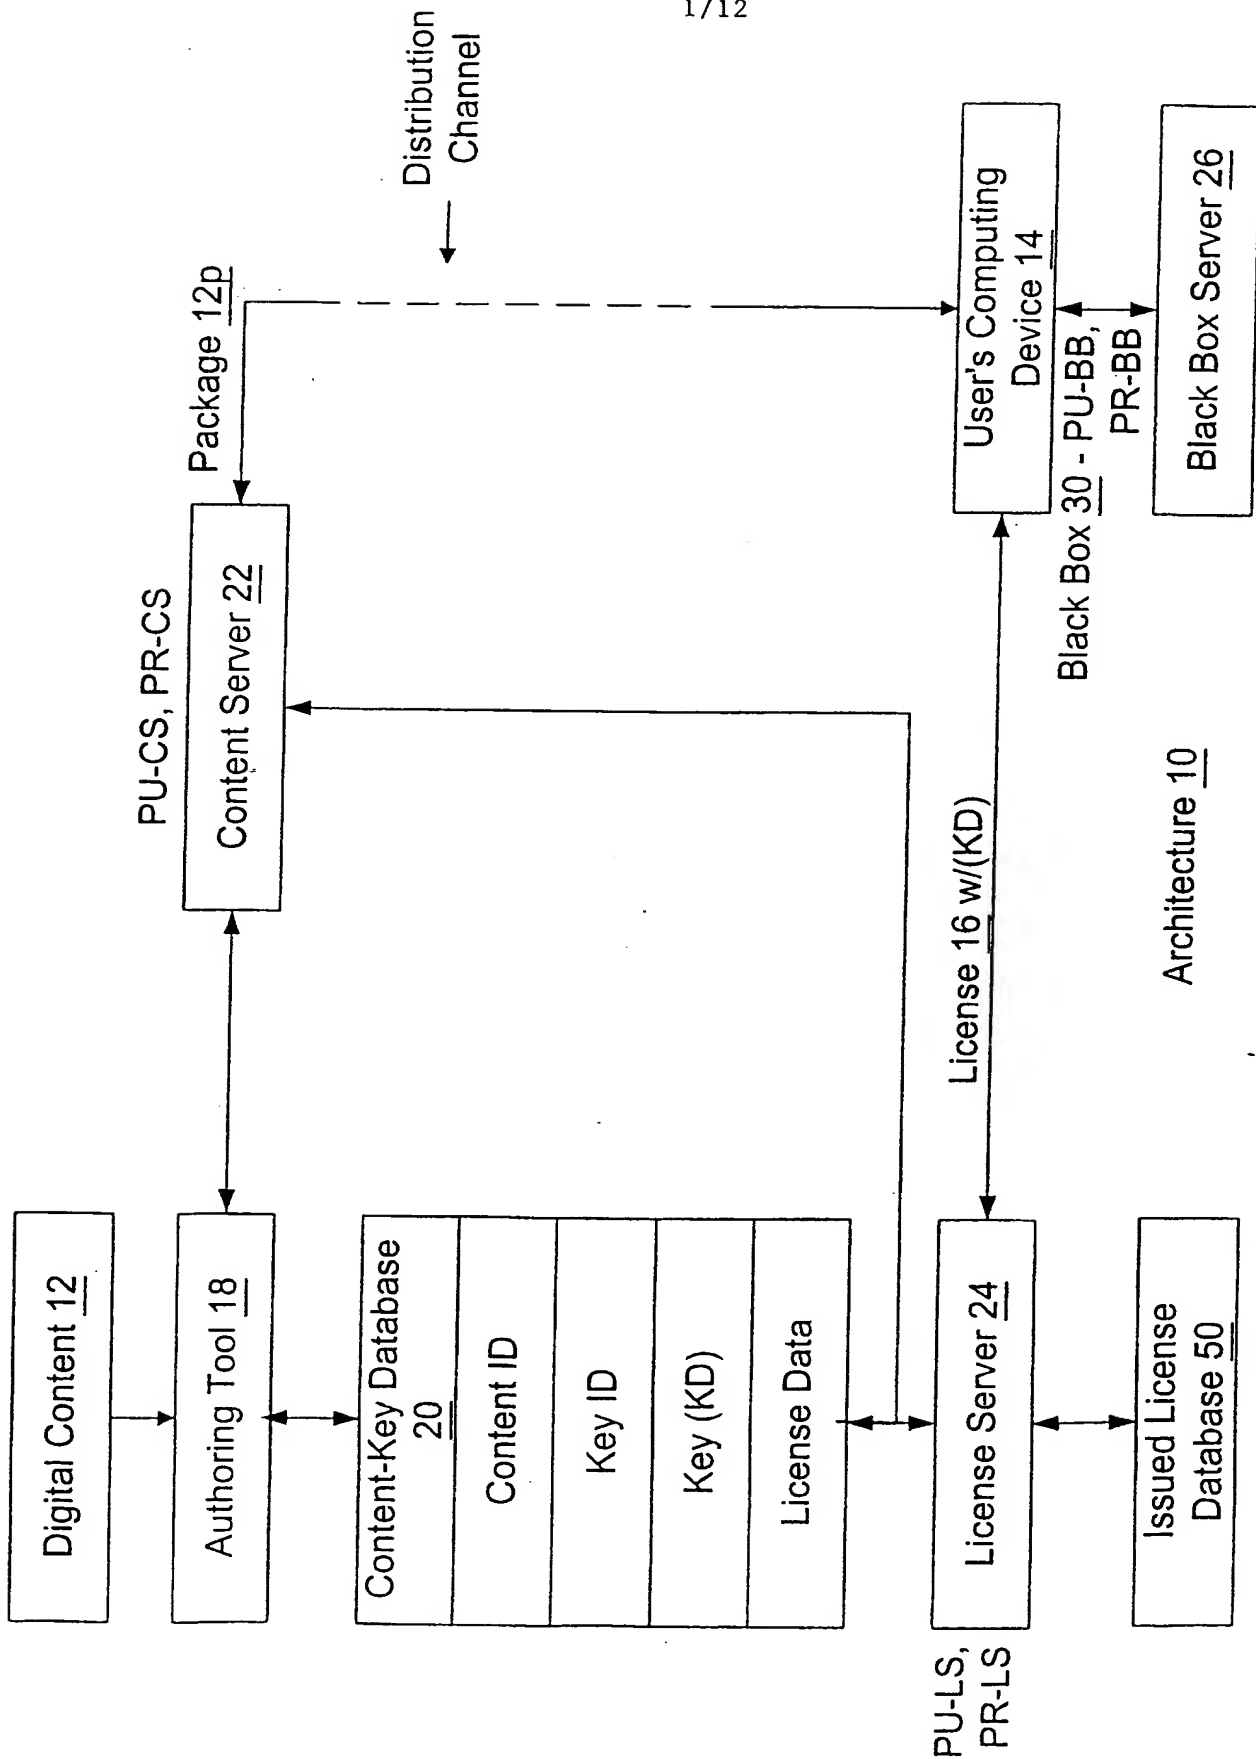 1/12
Digital Content 12
Authoring Tool 18
Content-Key Database
20
Content ID
Key ID
Key (KD)
License Data
PU-LS,
PR-LS
License Server 24
Issued License
Database 50
PU-CS, PR-CS
Content Server 22
Package 12p
Distribution
Channel
License 16 w/(KD)
User's Computing
Device 14
Black Box 30 - PU-BB,
PR-BB
Black Box Server 26
Architecture 10